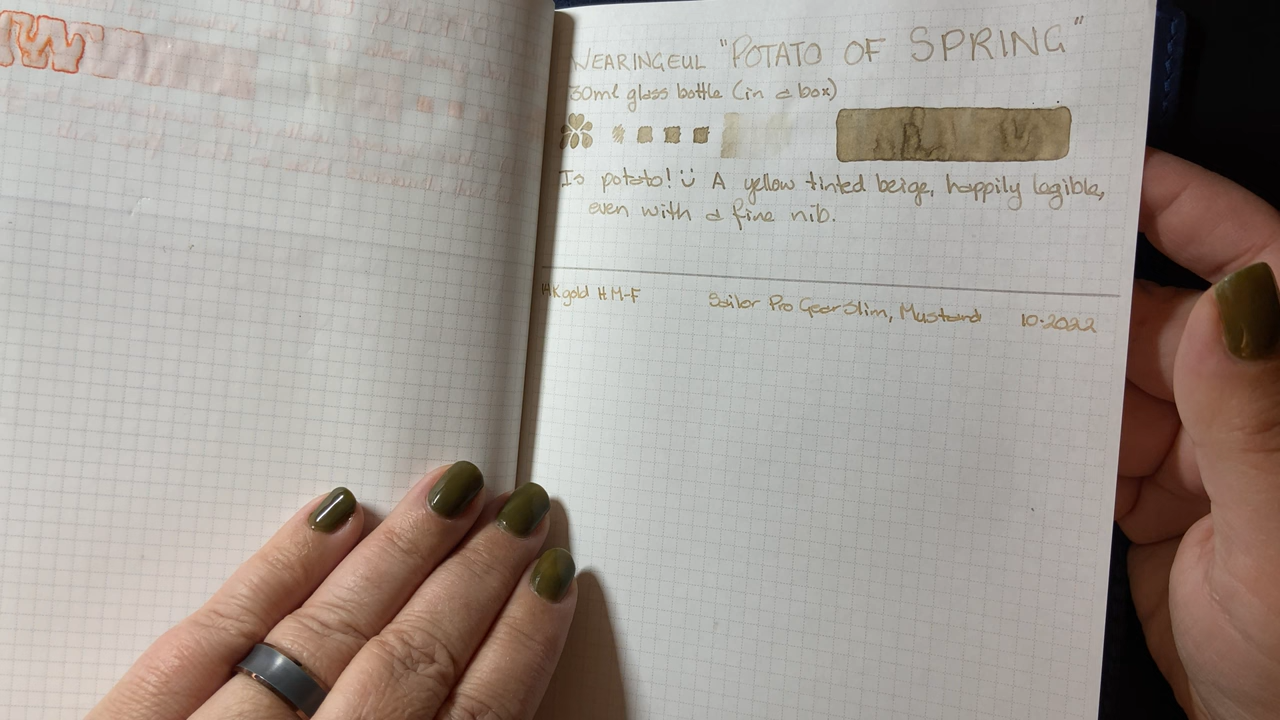 WEARINGEUL "POTATO OF SPRING"
30ml glass bottle (in a box)
Is potato! Ü A yellow tinted beige, happily legible,
even with a fine nib.
14K gold H M-F Sailor Pro Gear Slim, Mustard 10.2022